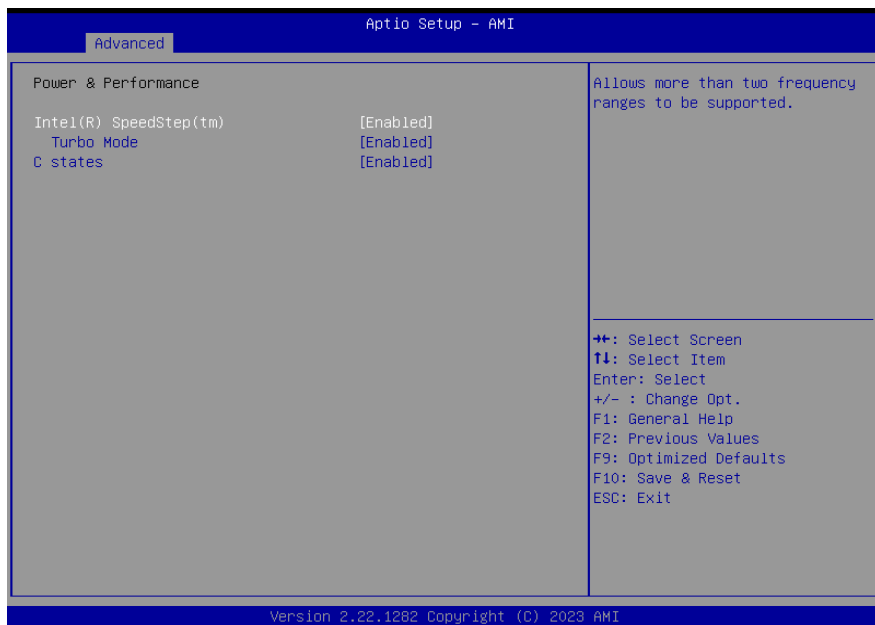 Aptio Setup – AMI
Advanced
Power & Performance
Intel(R) SpeedStep(tm) [Enabled]
Turbo Mode [Enabled]
C states [Enabled]
Allows more than two frequency
ranges to be supported.
→←: Select Screen
↑↓: Select Item
Enter: Select
+/- : Change Opt.
F1: General Help
F2: Previous Values
F9: Optimized Defaults
F10: Save & Reset
ESC: Exit
Version 2.22.1282 Copyright (C) 2023 AMI